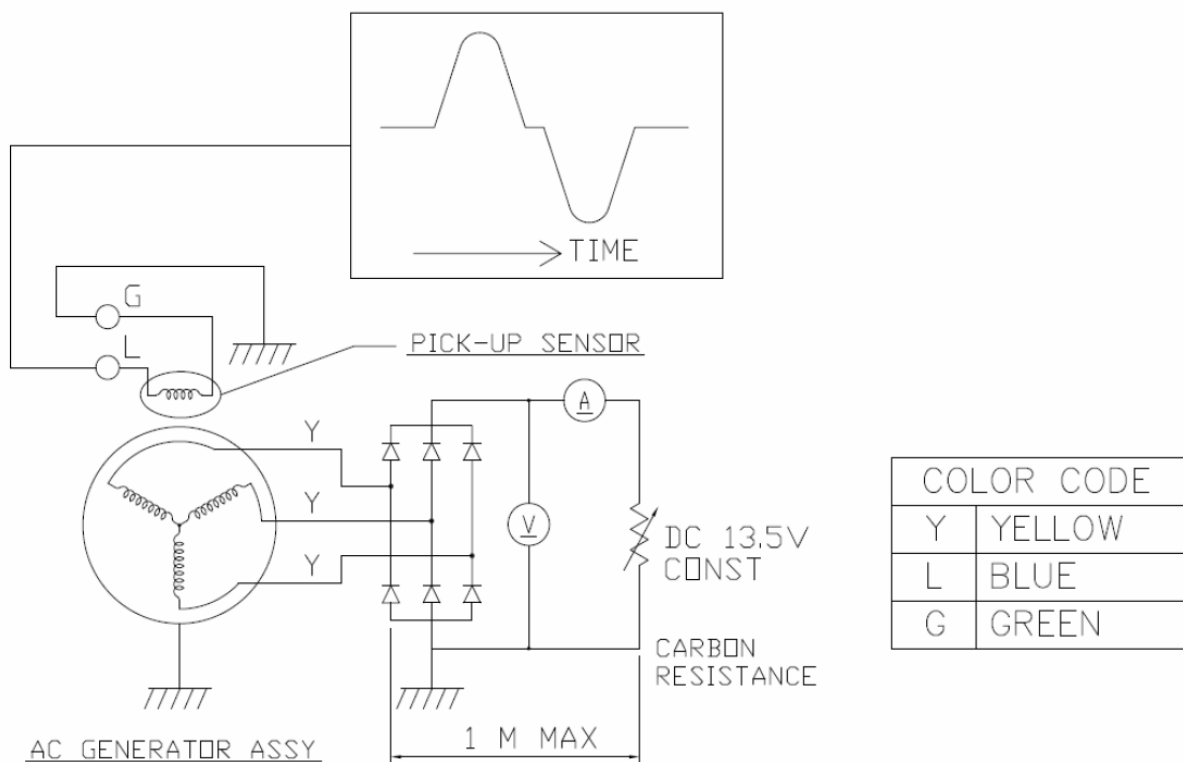 TIME
G
L
PICK-UP SENSOR
Y
Y
Y
A
V
DC 13.5V
CONST
CARBON
RESISTANCE
1 M MAX
AC GENERATOR ASSY
COLOR CODE
Y YELLOW
L BLUE
G GREEN